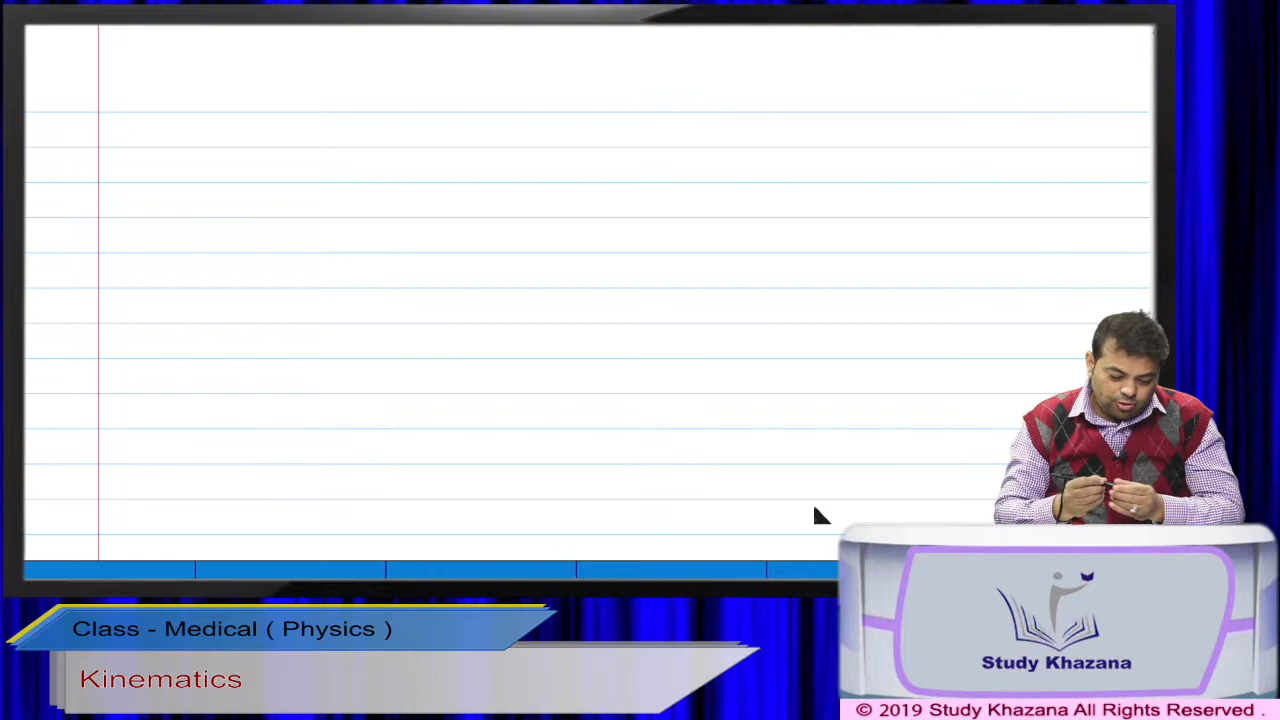 Class - Medical ( Physics )
Kinematics
Study Khazana
© 2019 Study Khazana All Rights Reserved .